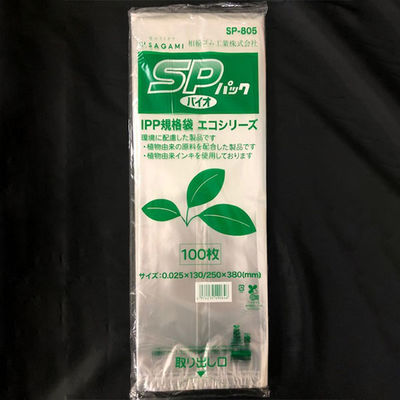 SP-805
SAGAMI 相模ゴム工業株式会社
SPパック
バイオ
IPP規格袋 エコシリーズ
環境に配慮した製品です
・植物由来の原料を配合した製品です
・植物由来インキを使用しております
100枚
サイズ:0.025×130/250×380(mm)
取り出し口